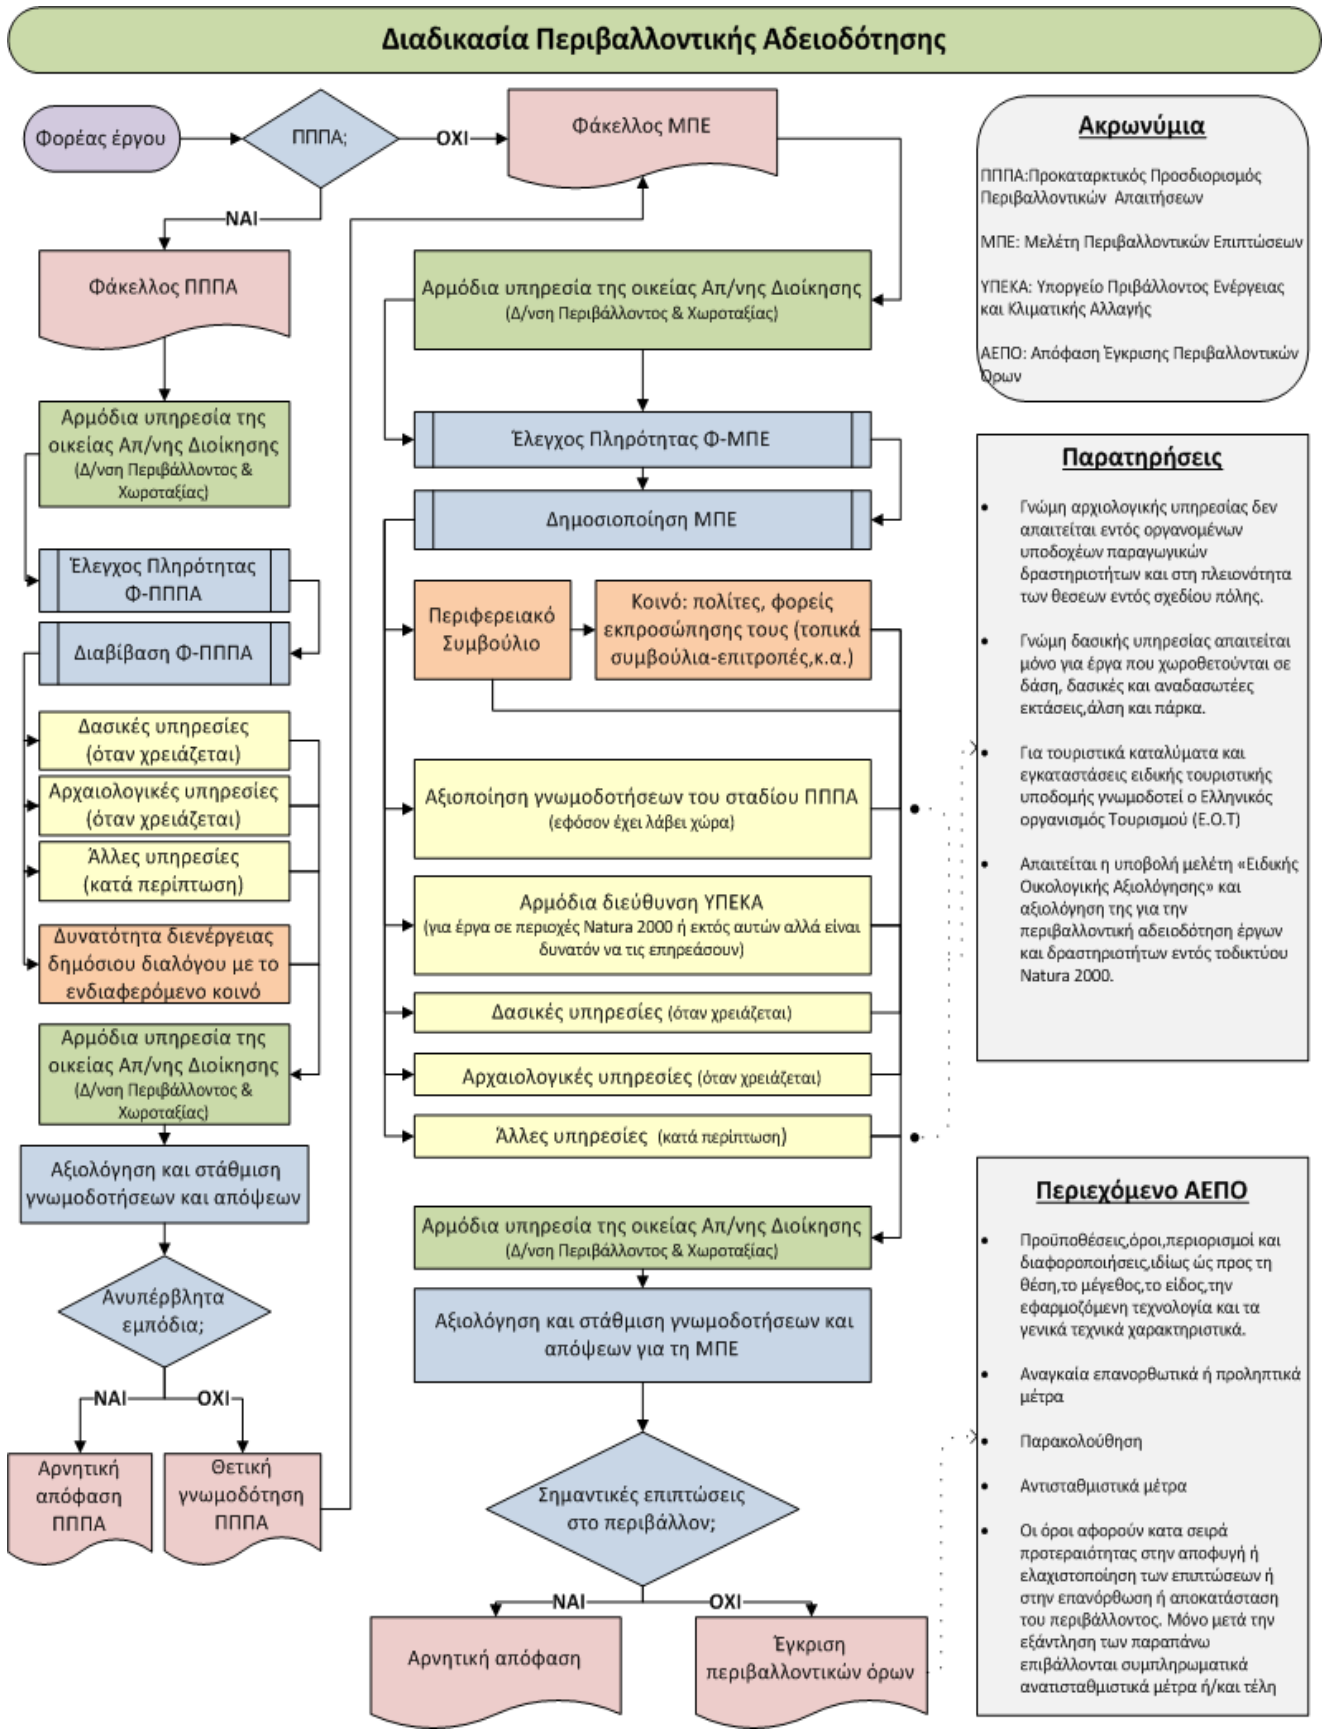 Διαδικασία Περιβαλλοντικής Αδειοδότησης
Φορέας έργου
ΠΠΠΑ;
ΟΧΙ
Φάκελλος ΜΠΕ
ΝΑΙ
Φάκελλος ΠΠΠΑ
Αρμόδια υπηρεσία της
οικείας Απ/νης Διοίκησης
(Δ/νση Περιβάλλοντος &
Χωροταξίας)
Έλεγχος Πληρότητας
Φ-ΠΠΠΑ
Διαβίβαση Φ-ΠΠΠΑ
Δασικές υπηρεσίες
(όταν χρειάζεται)
Αρχαιολογικές υπηρεσίες
(όταν χρειάζεται)
Άλλες υπηρεσίες
(κατά περίπτωση)
Δυνατότητα διενέργειας
δημόσιου διαλόγου με το
ενδιαφερόμενο κοινό
Αρμόδια υπηρεσία της
οικείας Απ/νης Διοίκησης
(Δ/νση Περιβάλλοντος &
Χωροταξίας)
Αξιολόγηση και στάθμιση
γνωμοδοτήσεων και απόψεων
Ανυπέρβλητα
εμπόδια;
ΝΑΙ
ΟΧΙ
Αρνητική
απόφαση
ΠΠΠΑ
Θετική
γνωμοδότηση
ΠΠΠΑ
Αρμόδια υπηρεσία της οικείας Απ/νης Διοίκησης
(Δ/νση Περιβάλλοντος & Χωροταξίας)
Έλεγχος Πληρότητας Φ-ΜΠΕ
Δημοσιοποίηση ΜΠΕ
Περιφερειακό
Συμβούλιο
Κοινό: πολίτες, φορείς
εκπροσώπησης τους (τοπικά
συμβούλια-επιτροπές,κ.α.)
Αξιοποίηση γνωμοδοτήσεων του σταδίου ΠΠΠΑ
(εφόσον έχει λάβει χώρα)
Αρμόδια διεύθυνση ΥΠΕΚΑ
(για έργα σε περιοχές Natura 2000 ή εκτός αυτών αλλά είναι
δυνατόν να τις επηρεάσουν)
Δασικές υπηρεσίες (όταν χρειάζεται)
Αρχαιολογικές υπηρεσίες (όταν χρειάζεται)
Άλλες υπηρεσίες (κατά περίπτωση)
Αρμόδια υπηρεσία της οικείας Απ/νης Διοίκησης
(Δ/νση Περιβάλλοντος & Χωροταξίας)
Αξιολόγηση και στάθμιση γνωμοδοτήσεων και
απόψεων για τη ΜΠΕ
Σημαντικές επιπτώσεις
στο περιβάλλον;
ΝΑΙ
ΟΧΙ
Αρνητική απόφαση
Έγκριση
περιβαλλοντικών όρων
Ακρωνύμια
ΠΠΠΑ:Προκαταρκτικός Προσδιορισμός
Περιβαλλοντικών Απαιτήσεων
ΜΠΕ: Μελέτη Περιβαλλοντικών Επιπτώσεων
ΥΠΕΚΑ: Υποργείο Πριβάλλοντος Ενέργειας
και Κλιματικής Αλλαγής
ΑΕΠΟ: Απόφαση Έγκρισης Περιβαλλοντικών
Όρων
Παρατηρήσεις
• Γνώμη αρχιολογικής υπηρεσίας δεν
απαιτείται εντός οργανομένων
υποδοχέων παραγωγικών
δραστηριοτήτων και στη πλειονότητα
των θεσεων εντός σχεδίου πόλης.
• Γνώμη δασικής υπηρεσίας απαιτείται
μόνο για έργα που χωροθετούνται σε
δάση, δασικές και αναδασωτέες
εκτάσεις,άλση και πάρκα.
• Για τουριστικά καταλύματα και
εγκαταστάσεις ειδικής τουριστικής
υποδομής γνωμοδοτεί ο Ελληνικός
οργανισμός Τουρισμού (Ε.Ο.Τ)
• Απαιτείται η υποβολή μελέτη «Ειδικής
Οικολογικής Αξιολόγησης» και
αξιολόγηση της για την
περιβαλλοντική αδειοδότηση έργων
και δραστηριοτήτων εντός τοδικτύου
Natura 2000.
Περιεχόμενο ΑΕΠΟ
• Προϋποθέσεις,όροι,περιορισμοί και
διαφοροποιήσεις,ιδίως ώς προς τη
θέση,το μέγεθος,το είδος,την
εφαρμοζόμενη τεχνολογία και τα
γενικά τεχνικά χαρακτηριστικά.
• Αναγκαία επανορθωτικά ή προληπτικά
μέτρα
• Παρακολούθηση
• Αντισταθμιστικά μέτρα
• Οι όροι αφορούν κατα σειρά
προτεραιότητας στην αποφυγή ή
ελαχιστοποίηση των επιπτώσεων ή
στην επανόρθωση ή αποκατάσταση
του περιβάλλοντος. Μόνο μετά την
εξάντληση των παραπάνω
επιβάλλονται συμπληρωματικά
ανατισταθμιστικά μέτρα ή/και τέλη